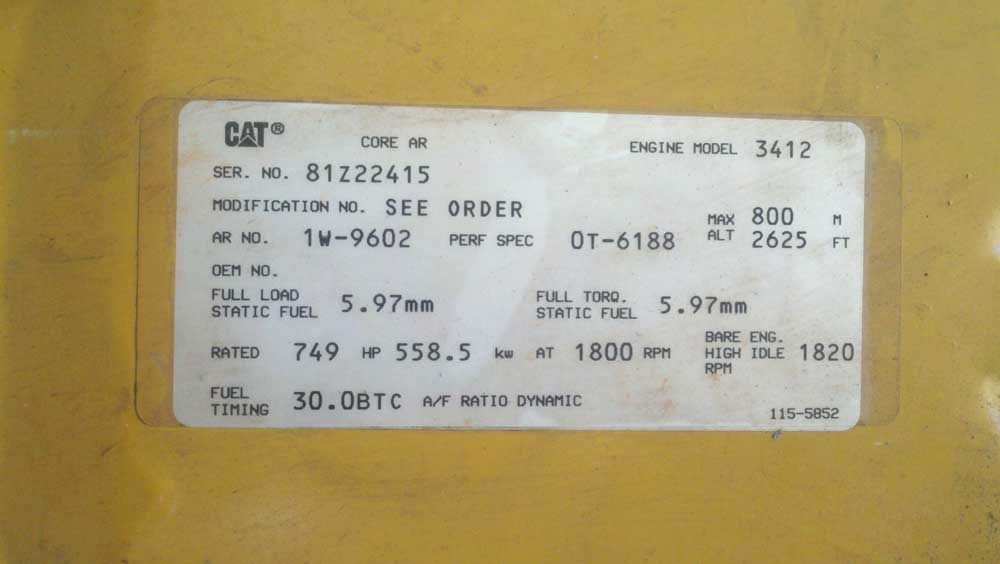 CAT® CORE AR ENGINE MODEL 3412
SER. NO. 81Z22415
MODIFICATION NO. SEE ORDER MAX 800 M
AR NO. 1W-9602 PERF SPEC 0T-6188 ALT 2625 FT
OEM NO.
FULL LOAD STATIC FUEL 5.97mm FULL TORQ. STATIC FUEL 5.97mm
RATED 749 HP 558.5 kw AT 1800 RPM BARE ENG. HIGH IDLE RPM 1820
FUEL TIMING 30.0BTC A/F RATIO DYNAMIC
115-5852